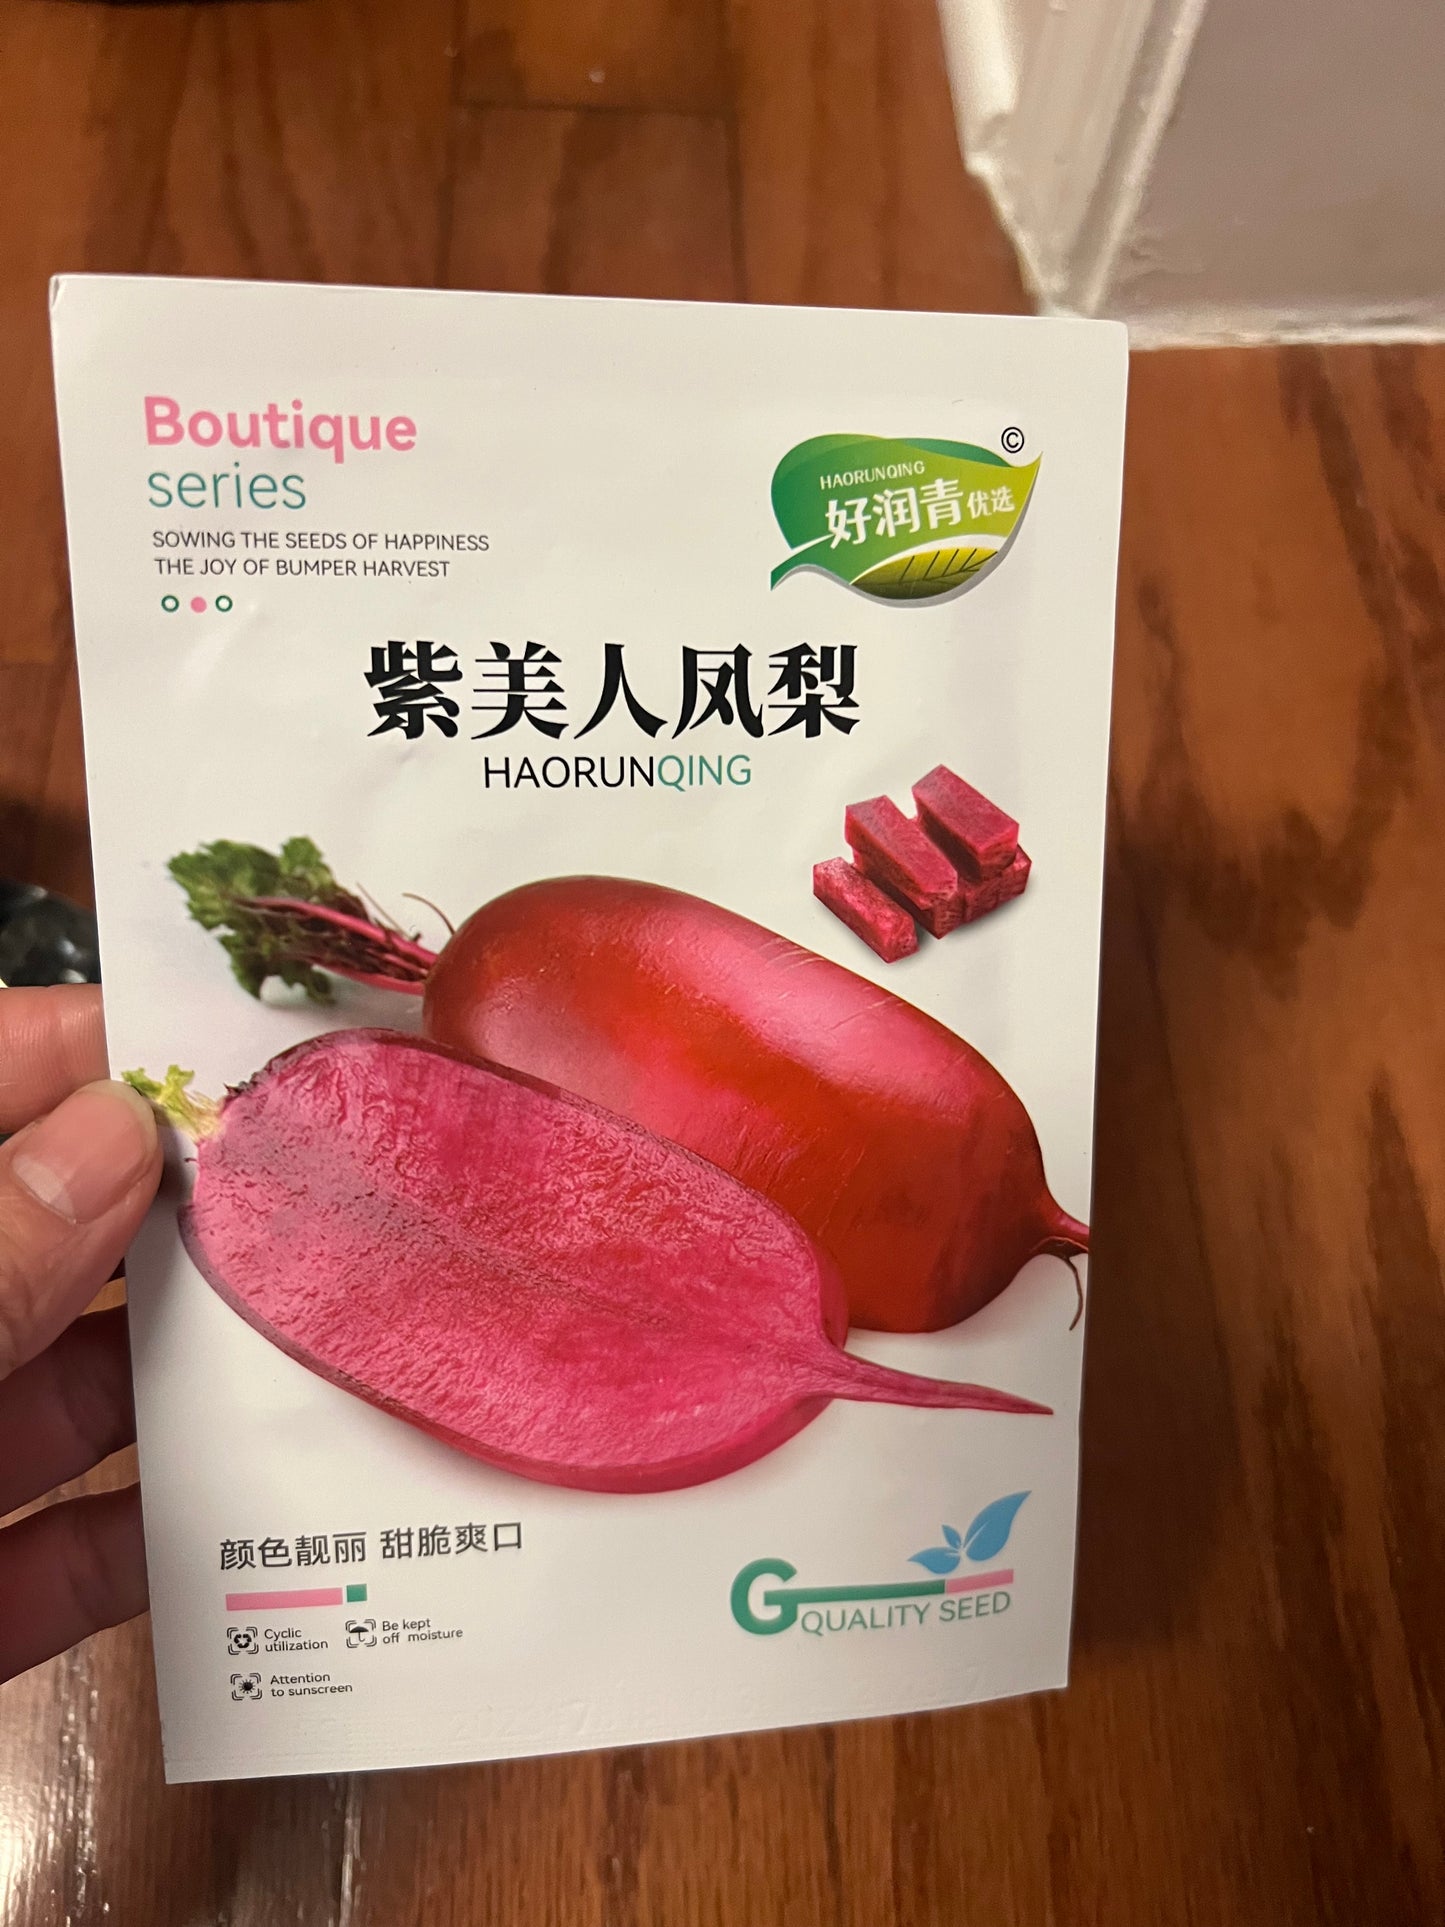 Boutique
series
SOWING THE SEEDS OF HAPPINESS
THE JOY OF BUMPER HARVEST
©
HAORUNQING
好润青优选
紫美人凤梨
HAORUNQING
颜色靓丽 甜脆爽口
Cyclic
utilization
Be kept
off moisture
Attention
to sunscreen
G QUALITY SEED